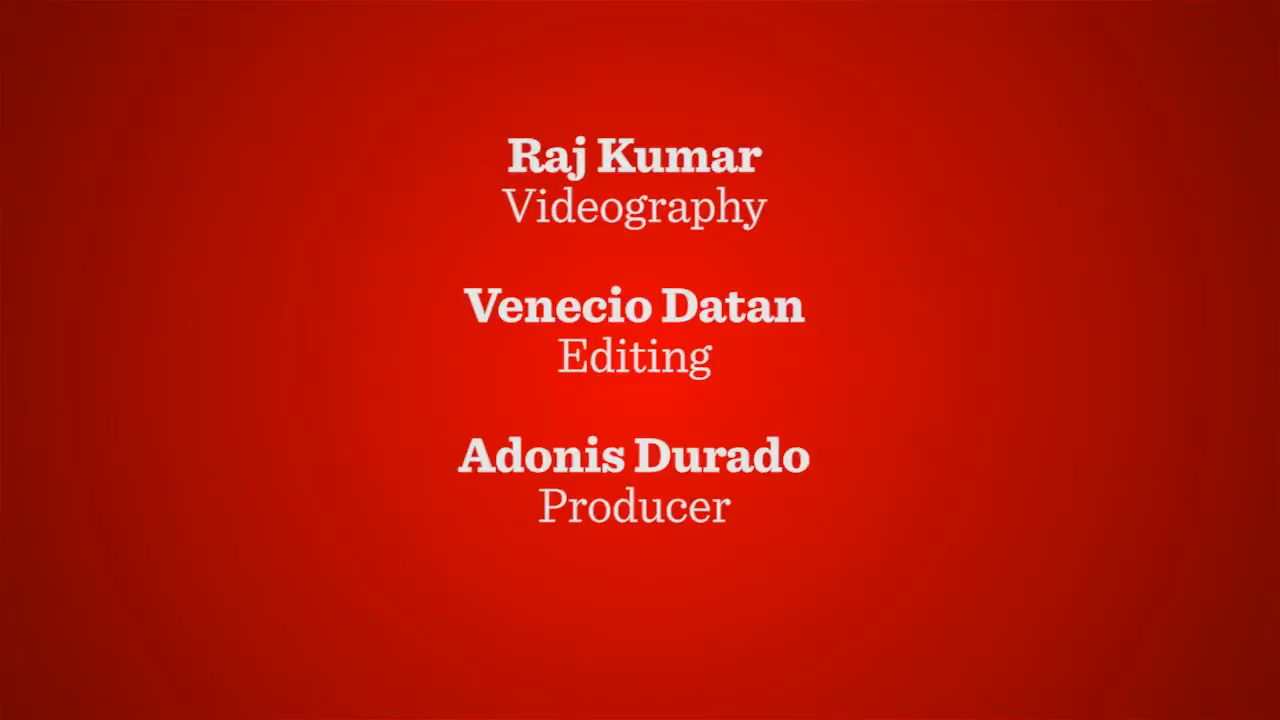 Raj Kumar
Videography
Venecio Datan
Editing
Adonis Durado
Producer